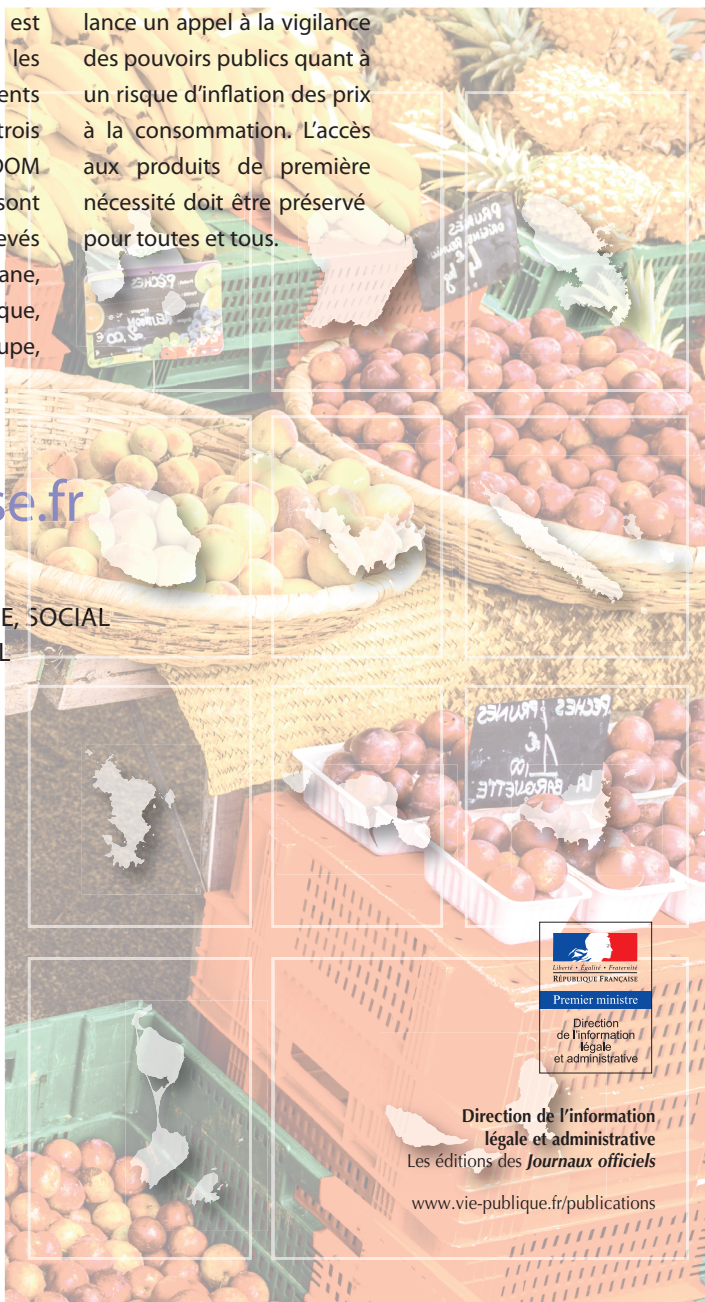 est
les
ents
trois
DOM
sont
evés
ane,
que,
upe,
lance un appel à la vigilance
des pouvoirs publics quant à
un risque d’inflation des prix
à la consommation. L’accès
aux produits de première
nécessité doit être préservé
pour toutes et tous.
se.fr
E, SOCIAL
L
PRUNES
PÊCHES
PECHES PRUNES
1€
00
LA BARQUETTE
Liberté • Égalité • Fraternité
RÉPUBLIQUE FRANÇAISE
Premier ministre
Direction
de l’information
légale
et administrative
Direction de l’information
légale et administrative
Les éditions des Journaux officiels
www.vie-publique.fr/publications